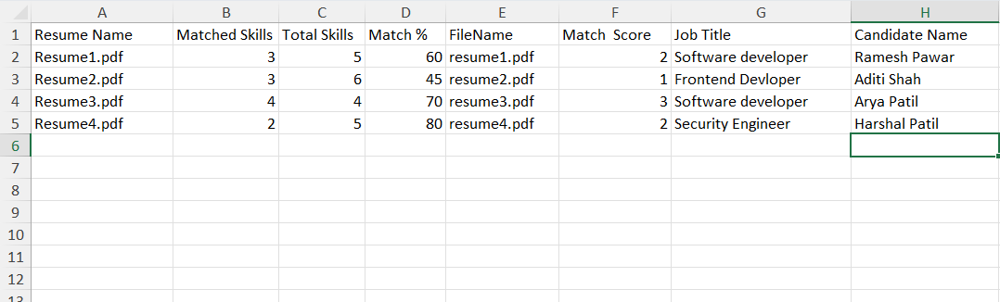 A B C D E F G H
1 Resume Name Matched Skills Total Skills Match % FileName Match  Score Job Title Candidate Name
2 Resume1.pdf 3 5 60 resume1.pdf 2 Software developer Ramesh Pawar
3 Resume2.pdf 3 6 45 resume2.pdf 1 Frontend Devloper Aditi Shah
4 Resume3.pdf 4 4 70 resume3.pdf 3 Software developer Arya Patil
5 Resume4.pdf 2 5 80 resume4.pdf 2 Security Engineer Harshal Patil
6
7
8
9
10
11
12
13